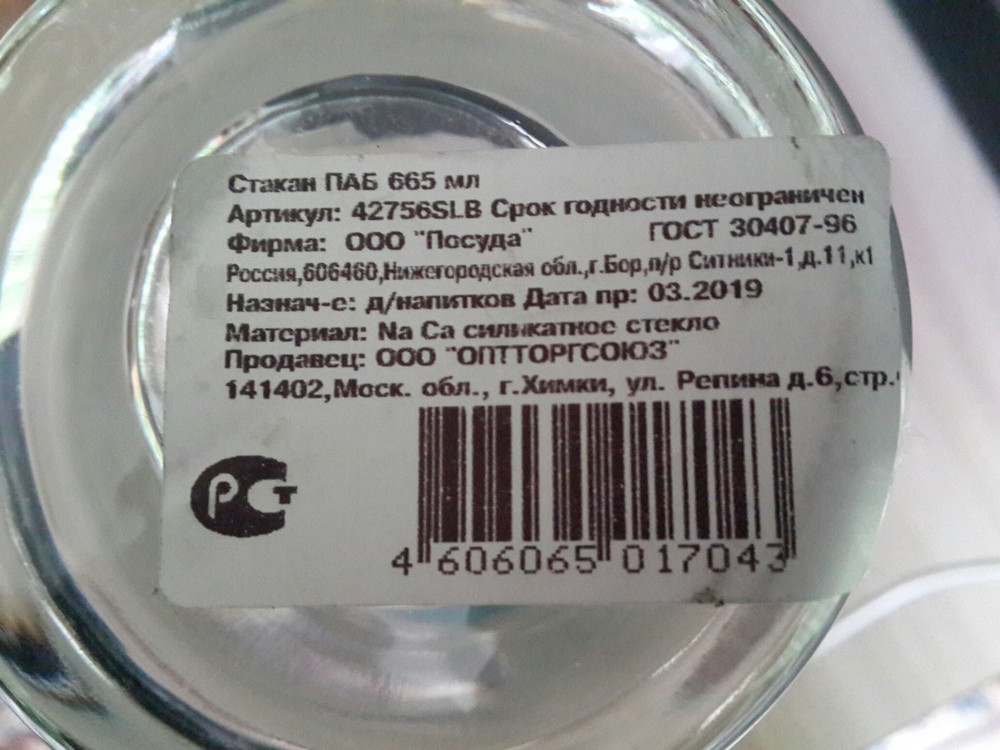 Стакан ПАБ 665 мл
Артикул: 42756SLB Срок годности неограничен
Фирма: ООО "Посуда" ГОСТ 30407-96
Россия,606460,Нижегородская обл.,г.Бор,п/р Ситники-1,д.11,к1
Назнач-е: д/напитков Дата пр: 03.2019
Материал: Na Ca силикатное стекло
Продавец: ООО "ОПТТОРГСОЮЗ"
141402,Моск. обл., г.Химки, ул. Репина д.6,стр.
РСТ
4 606065 017043